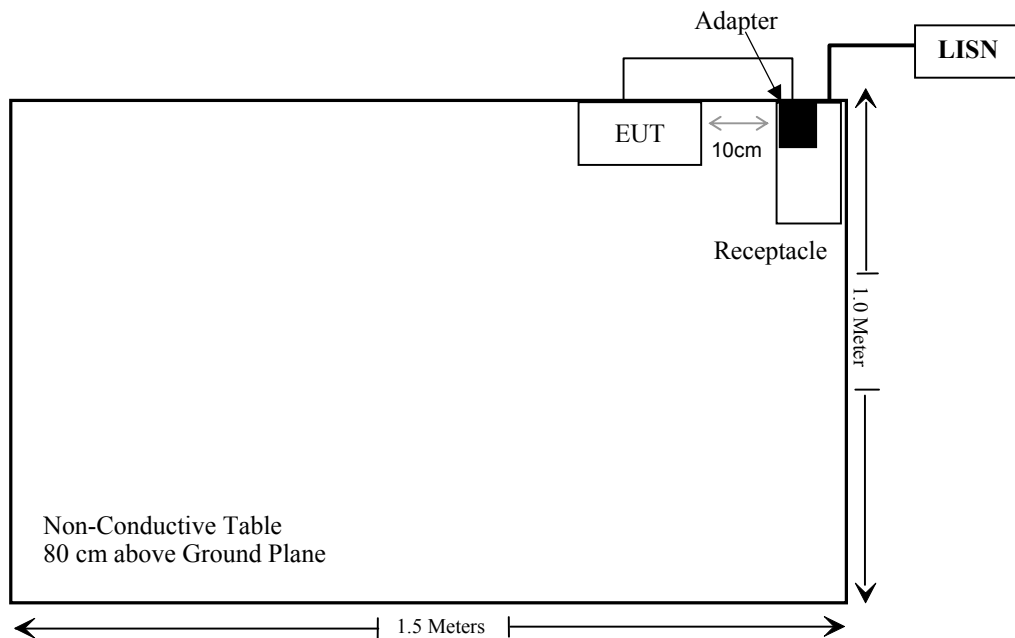 Adapter
LISN
EUT
10cm
Receptacle
1.0 Meter
Non-Conductive Table
80 cm above Ground Plane
1.5 Meters